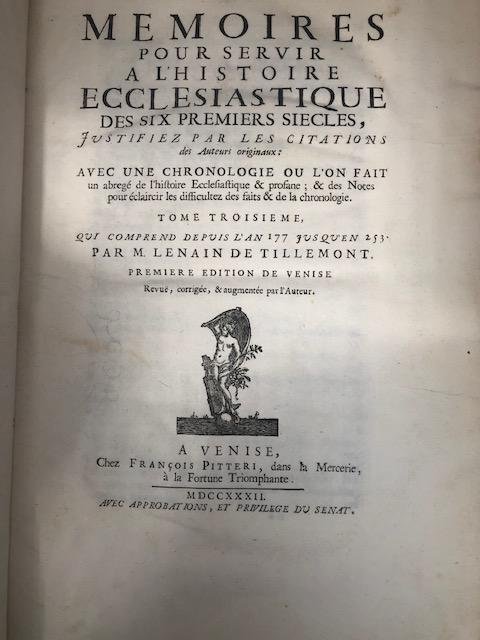 MEMOIRES
POUR SERVIR
A L'HISTOIRE
ECCLESIASTIQUE
DES SIX PREMIERS SIECLES,
JUSTIFIEZ PAR LES CITATIONS
des Auteurs originaux:
AVEC UNE CHRONOLOGIE OU L'ON FAIT
un abregé de l'histoire Ecclesiastique & profane; & des Notes
pour éclaircir les difficultez des faits & de la chronologie.
TOME TROISIEME,
QUI COMPREND DEPUIS L'AN 177 JUSQU'EN 253.
PAR M. LENAIN DE TILLEMONT.
PREMIERE EDITION DE VENISE
Revuë, corrigée, & augmentée par l'Auteur.
A VENISE,
Chez FRANÇOIS PITTERI, dans la Mercerie,
à la Fortune Triomphante.
MDCCXXXII.
AVEC APPROBATIONS, ET PRIVILEGE DU SENAT.